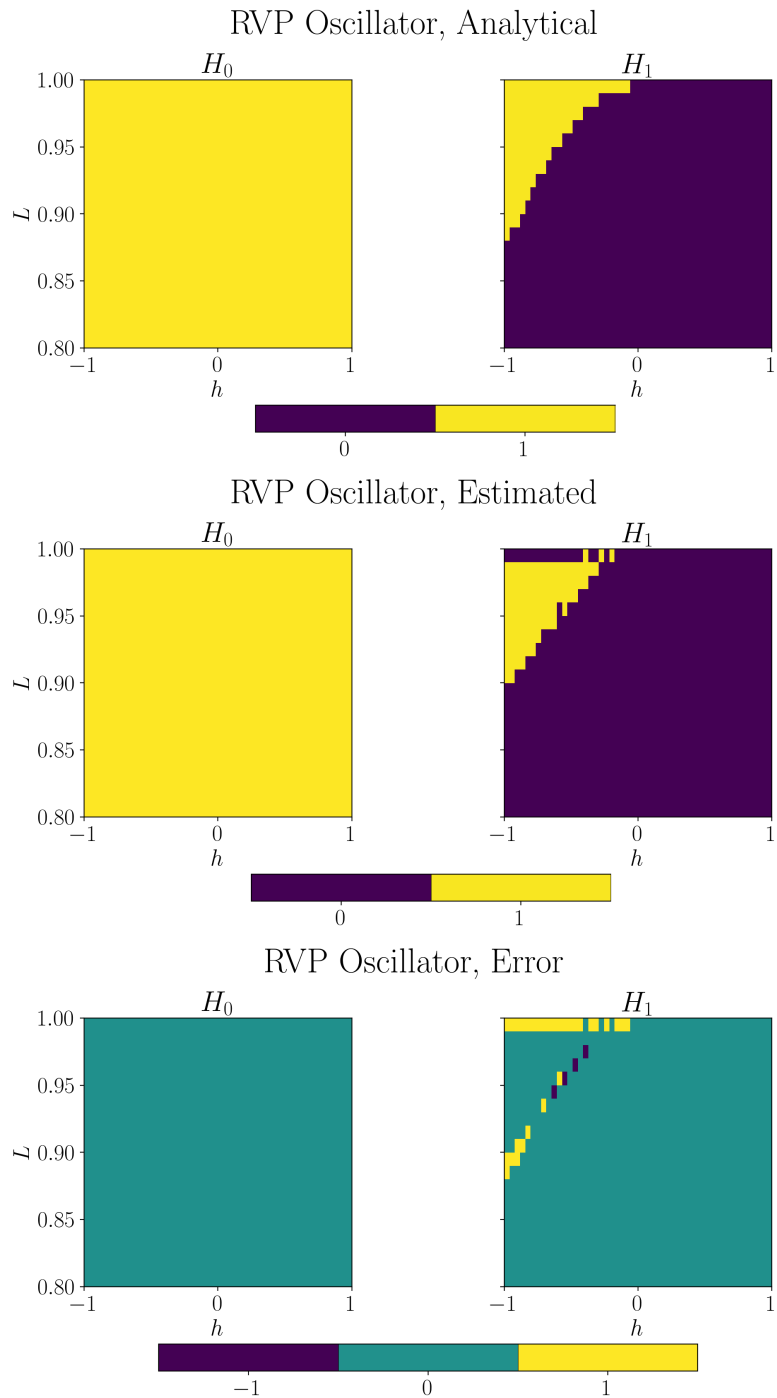 RVP Oscillator, Analytical
H₀ H₁
1.00
0.95
0.90
0.85
0.80
L
−1 0 1 −1 0 1
h h
0 1
RVP Oscillator, Estimated
H₀ H₁
1.00
0.95
0.90
0.85
0.80
L
−1 0 1 −1 0 1
h h
0 1
RVP Oscillator, Error
H₀ H₁
1.00
0.95
0.90
0.85
0.80
L
−1 0 1 −1 0 1
h h
−1 0 1